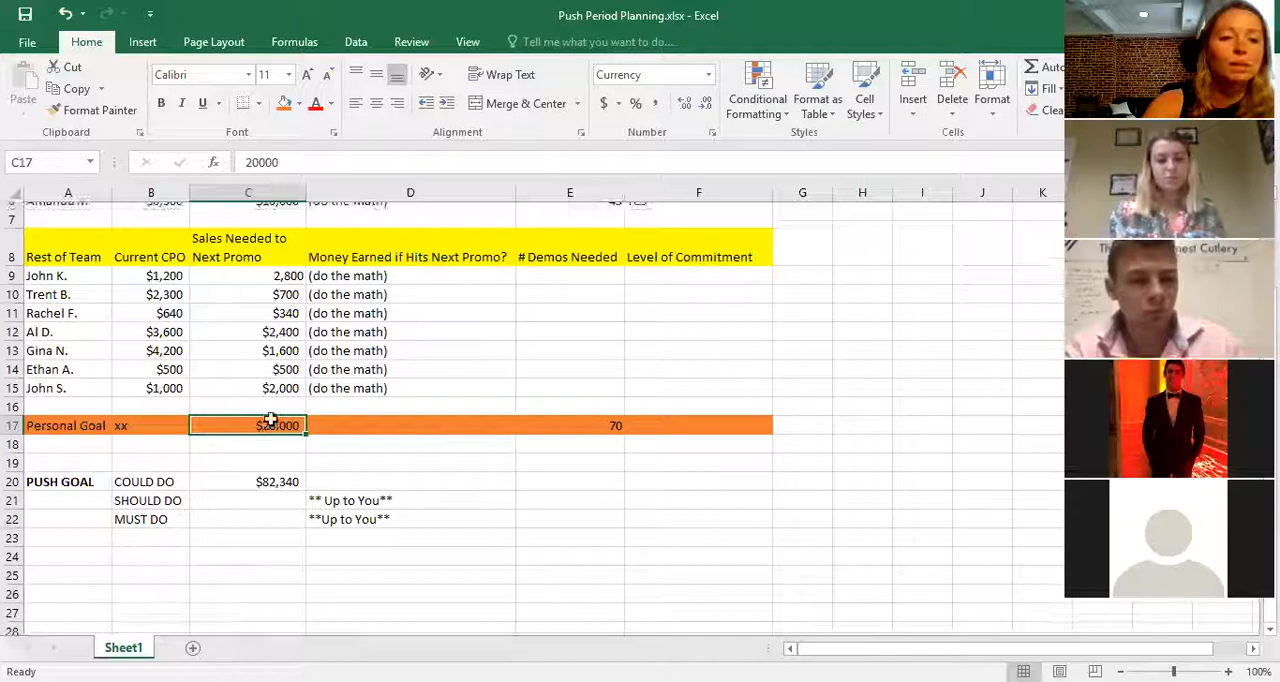 Push Period Planning.xlsx - Excel
File Home Insert Page Layout Formulas Data Review View Tell me what you want to do...
Cut
Copy
Format Painter
Paste
Calibri 11
B I U
Wrap Text
Merge & Center
Currency
$ % ,
Conditional Formatting
Format as Table
Cell Styles
Insert Delete Format
Auto
Fill
Clea
Clipboard Font Alignment Number Styles Cells
C17 fx 20000
A B C D E F G H I J K
7
8 Rest of Team Current CPO Sales Needed to Next Promo Money Earned if Hits Next Promo? # Demos Needed Level of Commitment
9 John K. $1,200 2,800 (do the math)
10 Trent B. $2,300 $700 (do the math)
11 Rachel F. $640 $340 (do the math)
12 Al D. $3,600 $2,400 (do the math)
13 Gina N. $4,200 $1,600 (do the math)
14 Ethan A. $500 $500 (do the math)
15 John S. $1,000 $2,000 (do the math)
16
17 Personal Goal xx $20,000 70
18
19
20 PUSH GOAL COULD DO $82,340
21 SHOULD DO ** Up to You**
22 MUST DO **Up to You**
23
24
25
26
27
28
Sheet1
Ready
100%